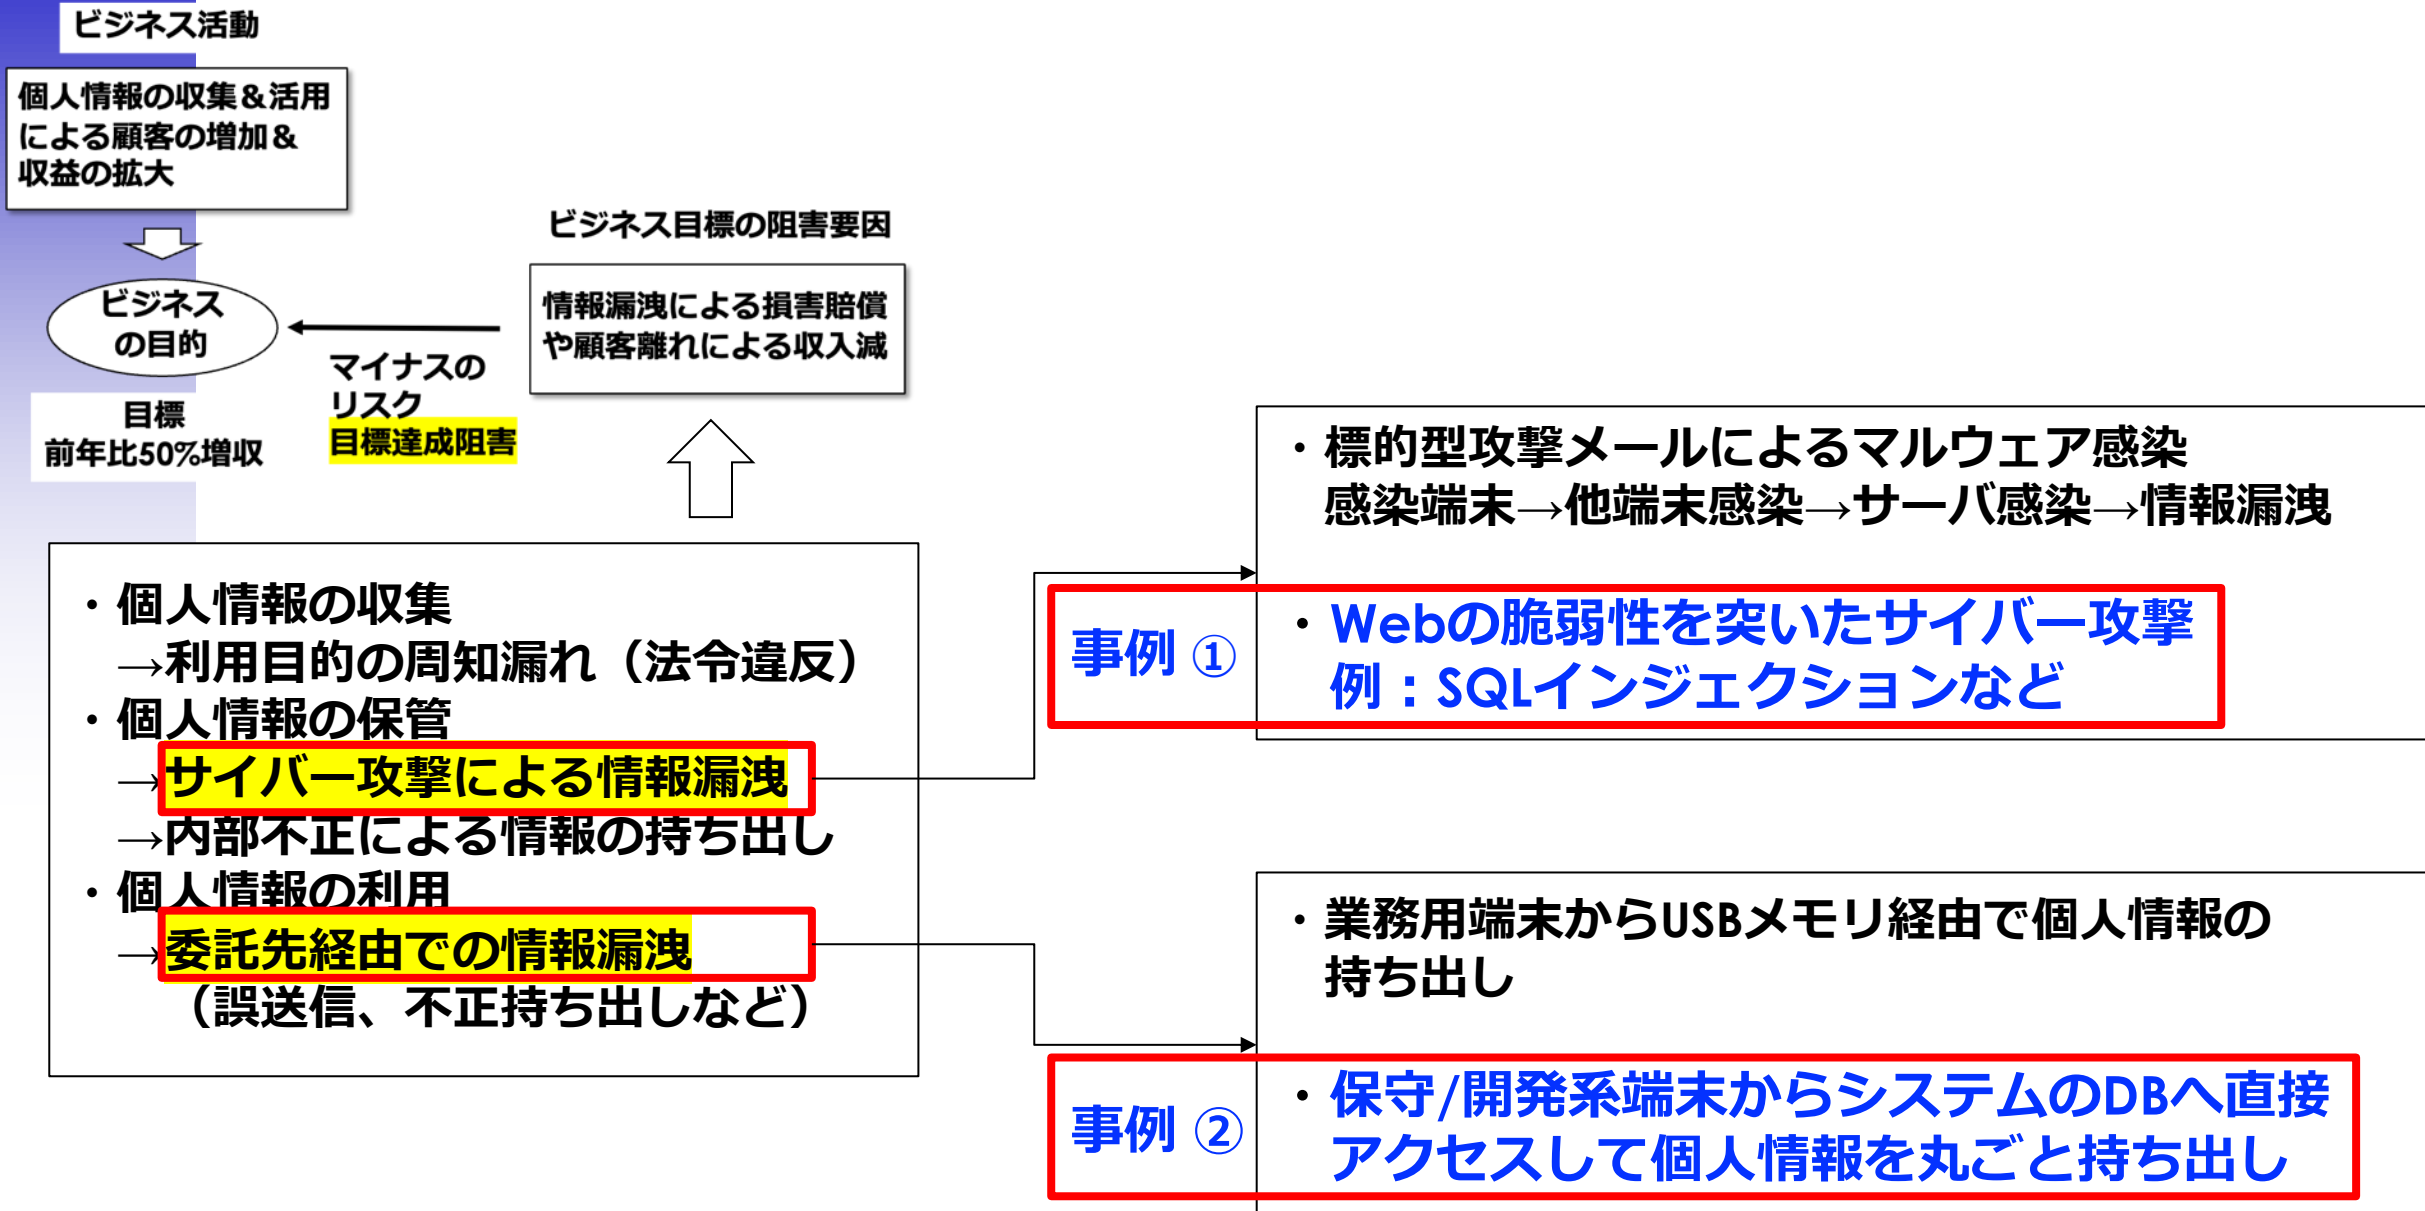 ビジネス活動
個人情報の収集＆活用
による顧客の増加＆
収益の拡大
ビジネス
の目的
目標
前年比50%増収
マイナスの
リスク
目標達成阻害
ビジネス目標の阻害要因
情報漏洩による損害賠償
や顧客離れによる収入減
・個人情報の収集
→利用目的の周知漏れ（法令違反）
・個人情報の保管
→サイバー攻撃による情報漏洩
→内部不正による情報の持ち出し
・個人情報の利用
→委託先経由での情報漏洩
（誤送信、不正持ち出しなど）
・標的型攻撃メールによるマルウェア感染
感染端末→他端末感染→サーバ感染→情報漏洩
事例 ①
・Webの脆弱性を突いたサイバー攻撃
例：SQLインジェクションなど
・業務用端末からUSBメモリ経由で個人情報の
持ち出し
事例 ②
・保守/開発系端末からシステムのDBへ直接
アクセスして個人情報を丸ごと持ち出し